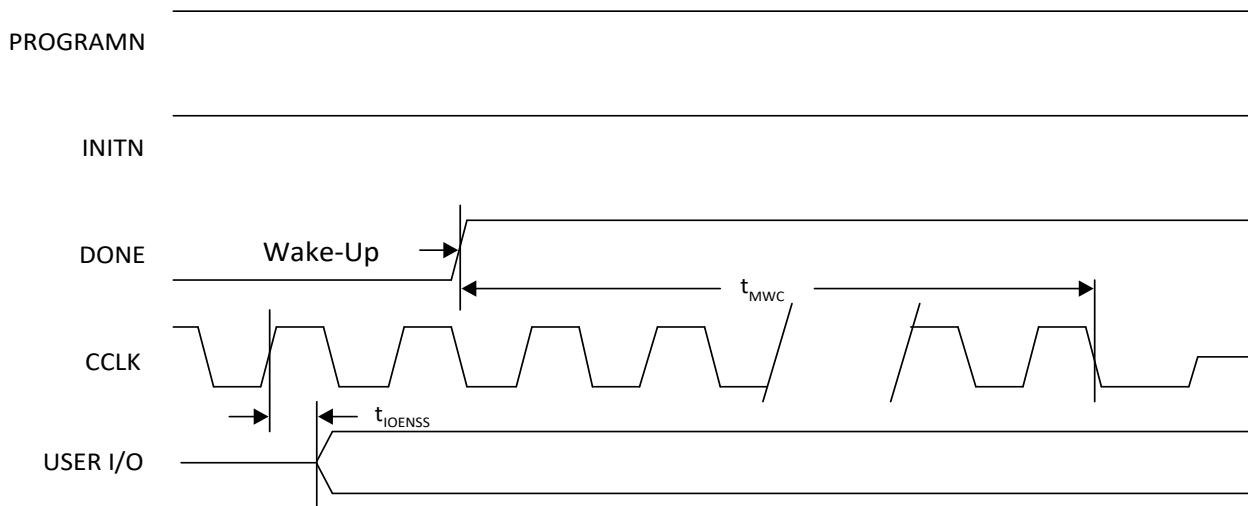 PROGRAMN
INITN
DONE
Wake-Up
tMWC
CCLK
tIOENSS
USER I/O